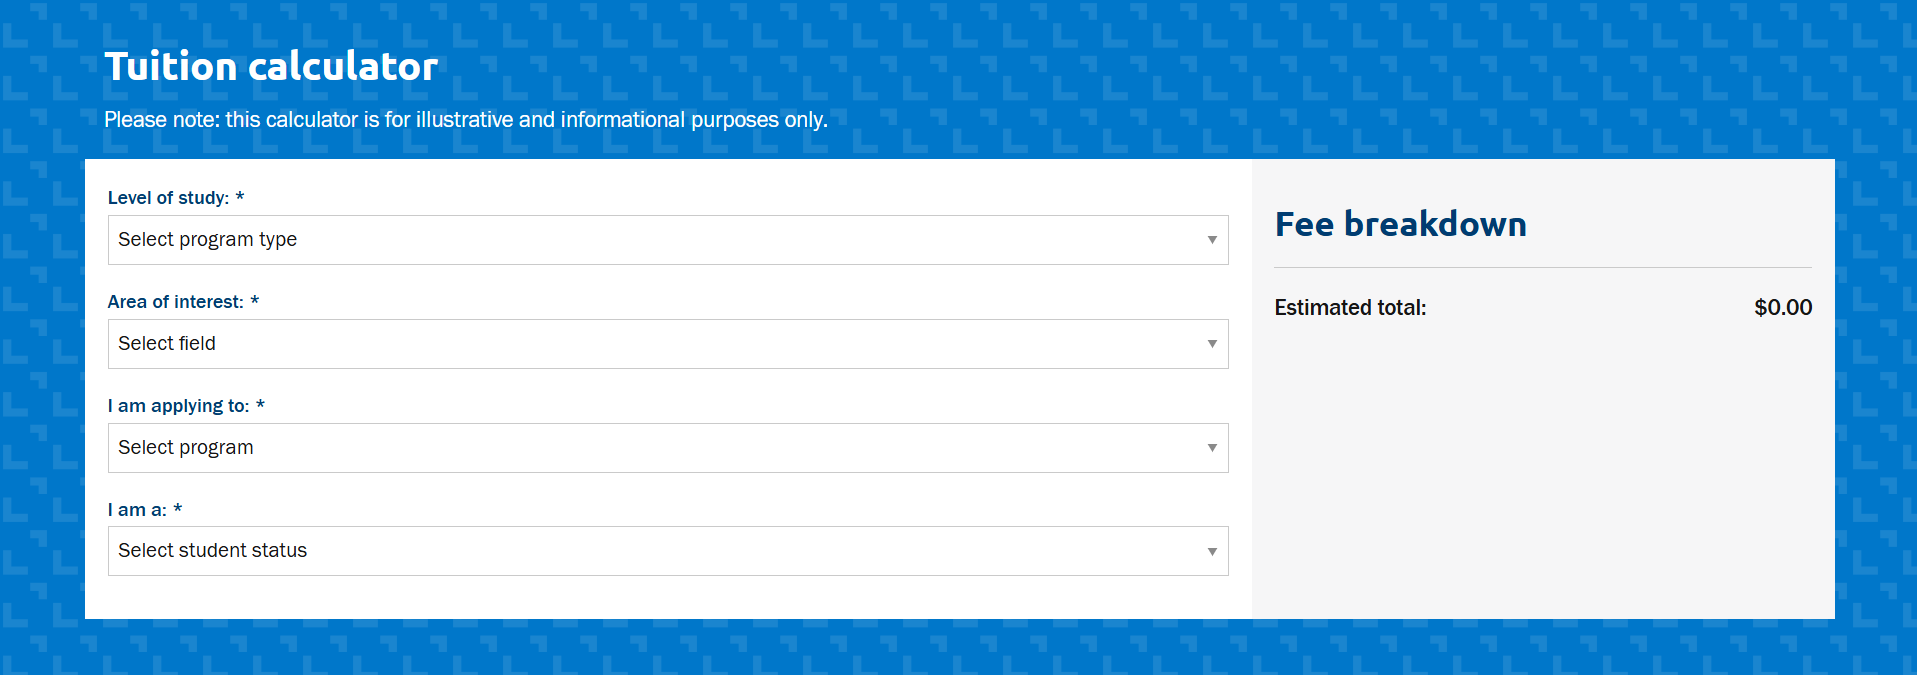 Tuition calculator
Please note: this calculator is for illustrative and informational purposes only.
Level of study: *
Select program type
Area of interest: *
Select field
I am applying to: *
Select program
I am a: *
Select student status
Fee breakdown
Estimated total: $0.00